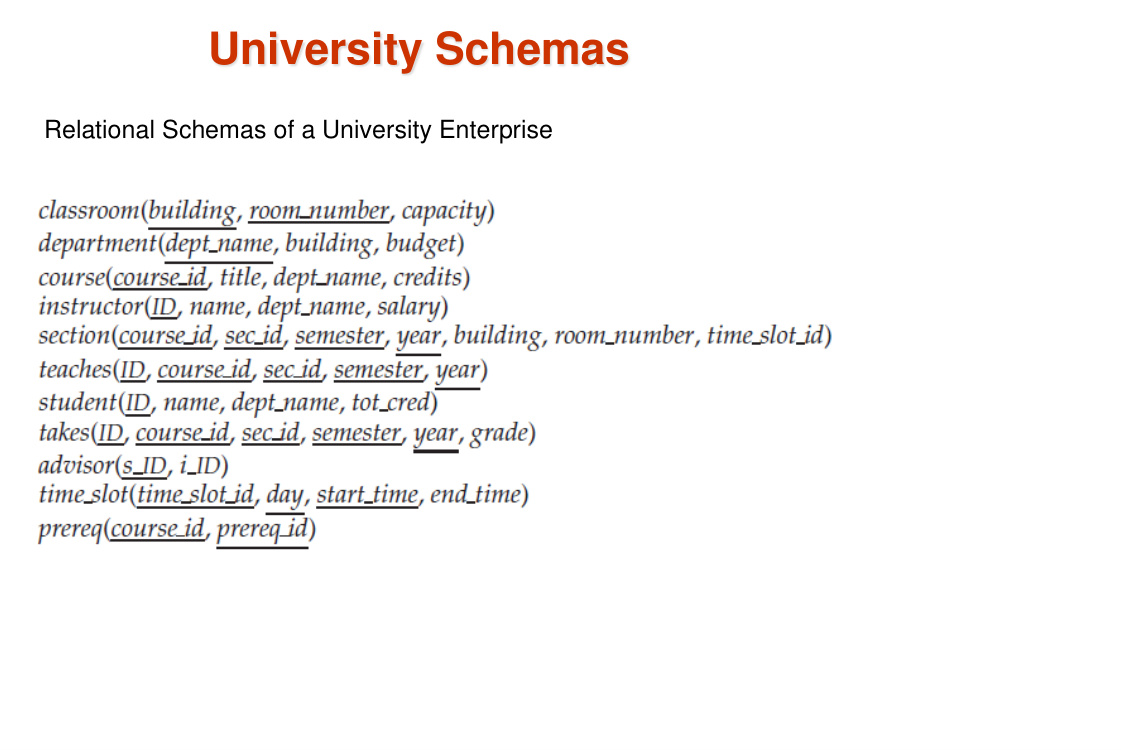 University Schemas
Relational Schemas of a University Enterprise
classroom(building, room_number, capacity)
department(dept_name, building, budget)
course(course_id, title, dept_name, credits)
instructor(ID, name, dept_name, salary)
section(course_id, sec_id, semester, year, building, room_number, time_slot_id)
teaches(ID, course_id, sec_id, semester, year)
student(ID, name, dept_name, tot_cred)
takes(ID, course_id, sec_id, semester, year, grade)
advisor(s_ID, i_ID)
time_slot(time_slot_id, day, start_time, end_time)
prereq(course_id, prereq_id)